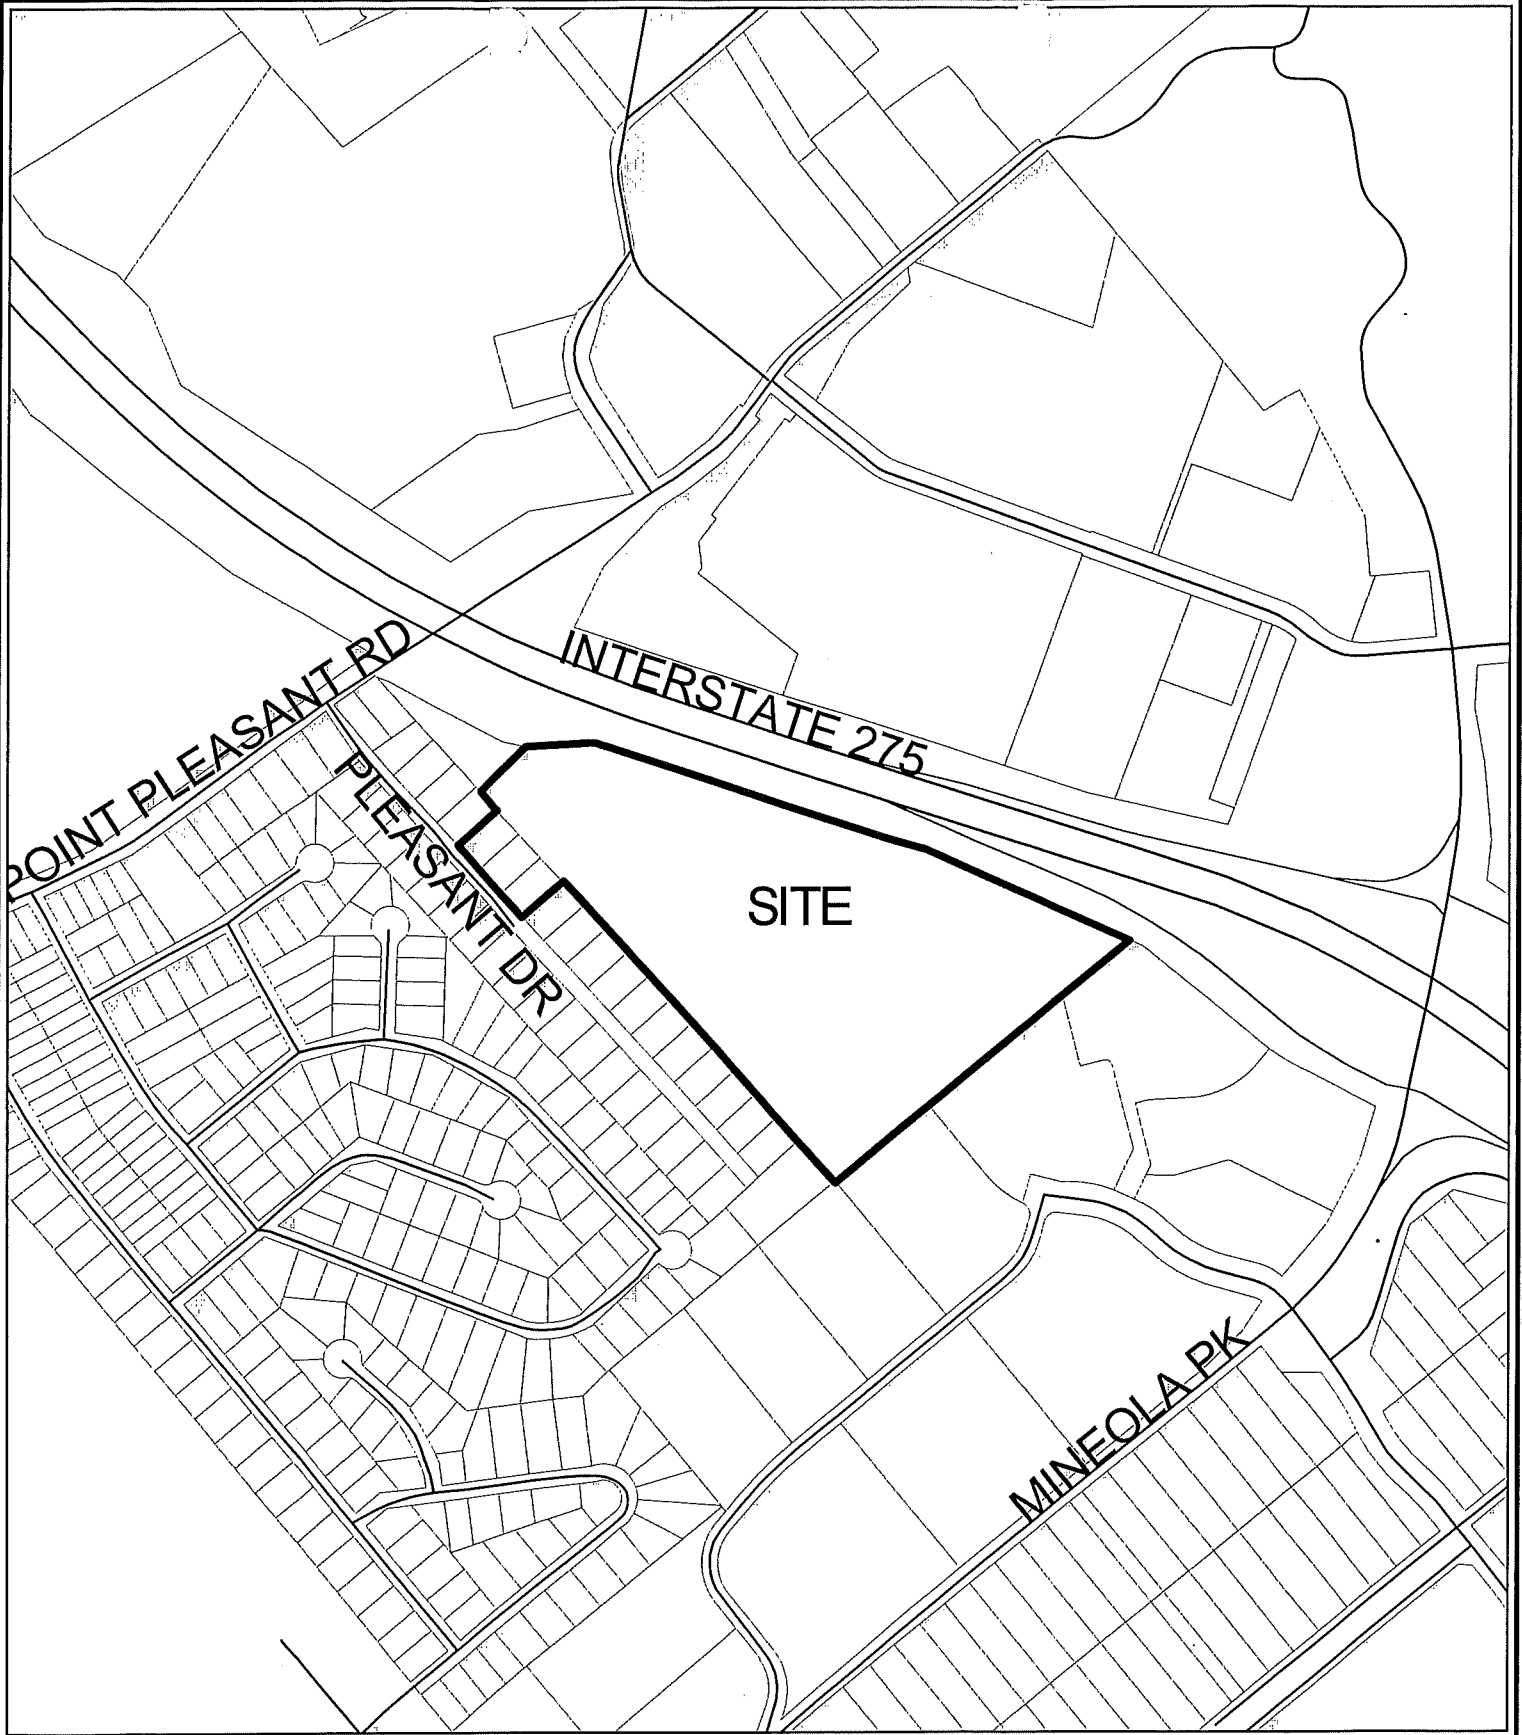 POINT PLEASANT RD
INTERSTATE 275
PLEASANT DR
SITE
MINEOLA PK